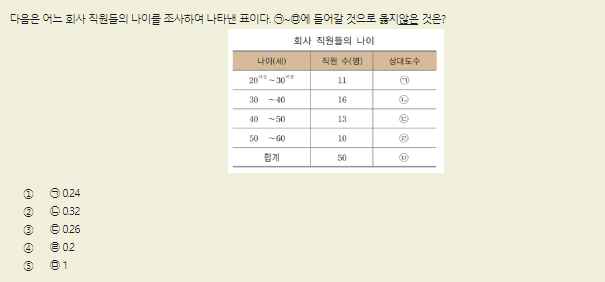 다음은 어느 회사 직원들의 나이를 조사하여 나타낸 표이다. ㉠~㉤에 들어갈 것으로 옳지않은 것은?
회사 직원들의 나이
나이(세) 직원 수(명) 상대도수
20이상~30미만 11 ㉠
30 ~40 16 ㉡
40 ~50 13 ㉢
50 ~60 10 ㉣
합계 50 ㉤
① ㉠ 0.24
② ㉡ 0.32
③ ㉢ 0.26
④ ㉣ 0.2
⑤ ㉤ 1